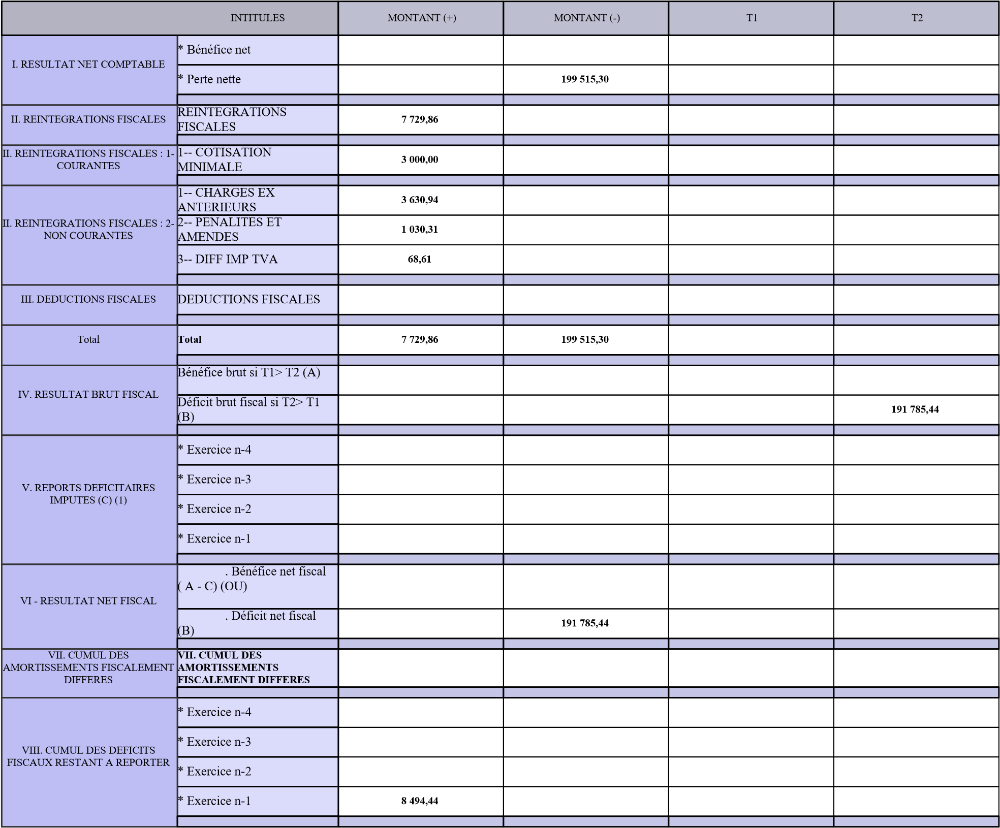 INTITULES MONTANT (+) MONTANT (-) T1 T2
I. RESULTAT NET COMPTABLE
* Bénéfice net
* Perte nette 199 515,30
II. REINTEGRATIONS FISCALES
REINTEGRATIONS
FISCALES
7 729,86
II. REINTEGRATIONS FISCALES : 1-
COURANTES
1-- COTISATION
MINIMALE
3 000,00
II. REINTEGRATIONS FISCALES : 2-
NON COURANTES
1-- CHARGES EX
ANTERIEURS
3 630,94
2-- PENALITES ET
AMENDES
1 030,31
3-- DIFF IMP TVA 68,61
III. DEDUCTIONS FISCALES DEDUCTIONS FISCALES
Total Total 7 729,86 199 515,30
IV. RESULTAT BRUT FISCAL
Bénéfice brut si T1> T2 (A)
Déficit brut fiscal si T2> T1
(B)
191 785,44
V. REPORTS DEFICITAIRES
IMPUTES (C) (1)
* Exercice n-4
* Exercice n-3
* Exercice n-2
* Exercice n-1
VI - RESULTAT NET FISCAL
. Bénéfice net fiscal
( A - C) (OU)
. Déficit net fiscal
(B)
191 785,44
VII. CUMUL DES
AMORTISSEMENTS FISCALEMENT
DIFFERES
VII. CUMUL DES
AMORTISSEMENTS
FISCALEMENT DIFFERES
VIII. CUMUL DES DEFICITS
FISCAUX RESTANT A REPORTER
* Exercice n-4
* Exercice n-3
* Exercice n-2
* Exercice n-1 8 494,44